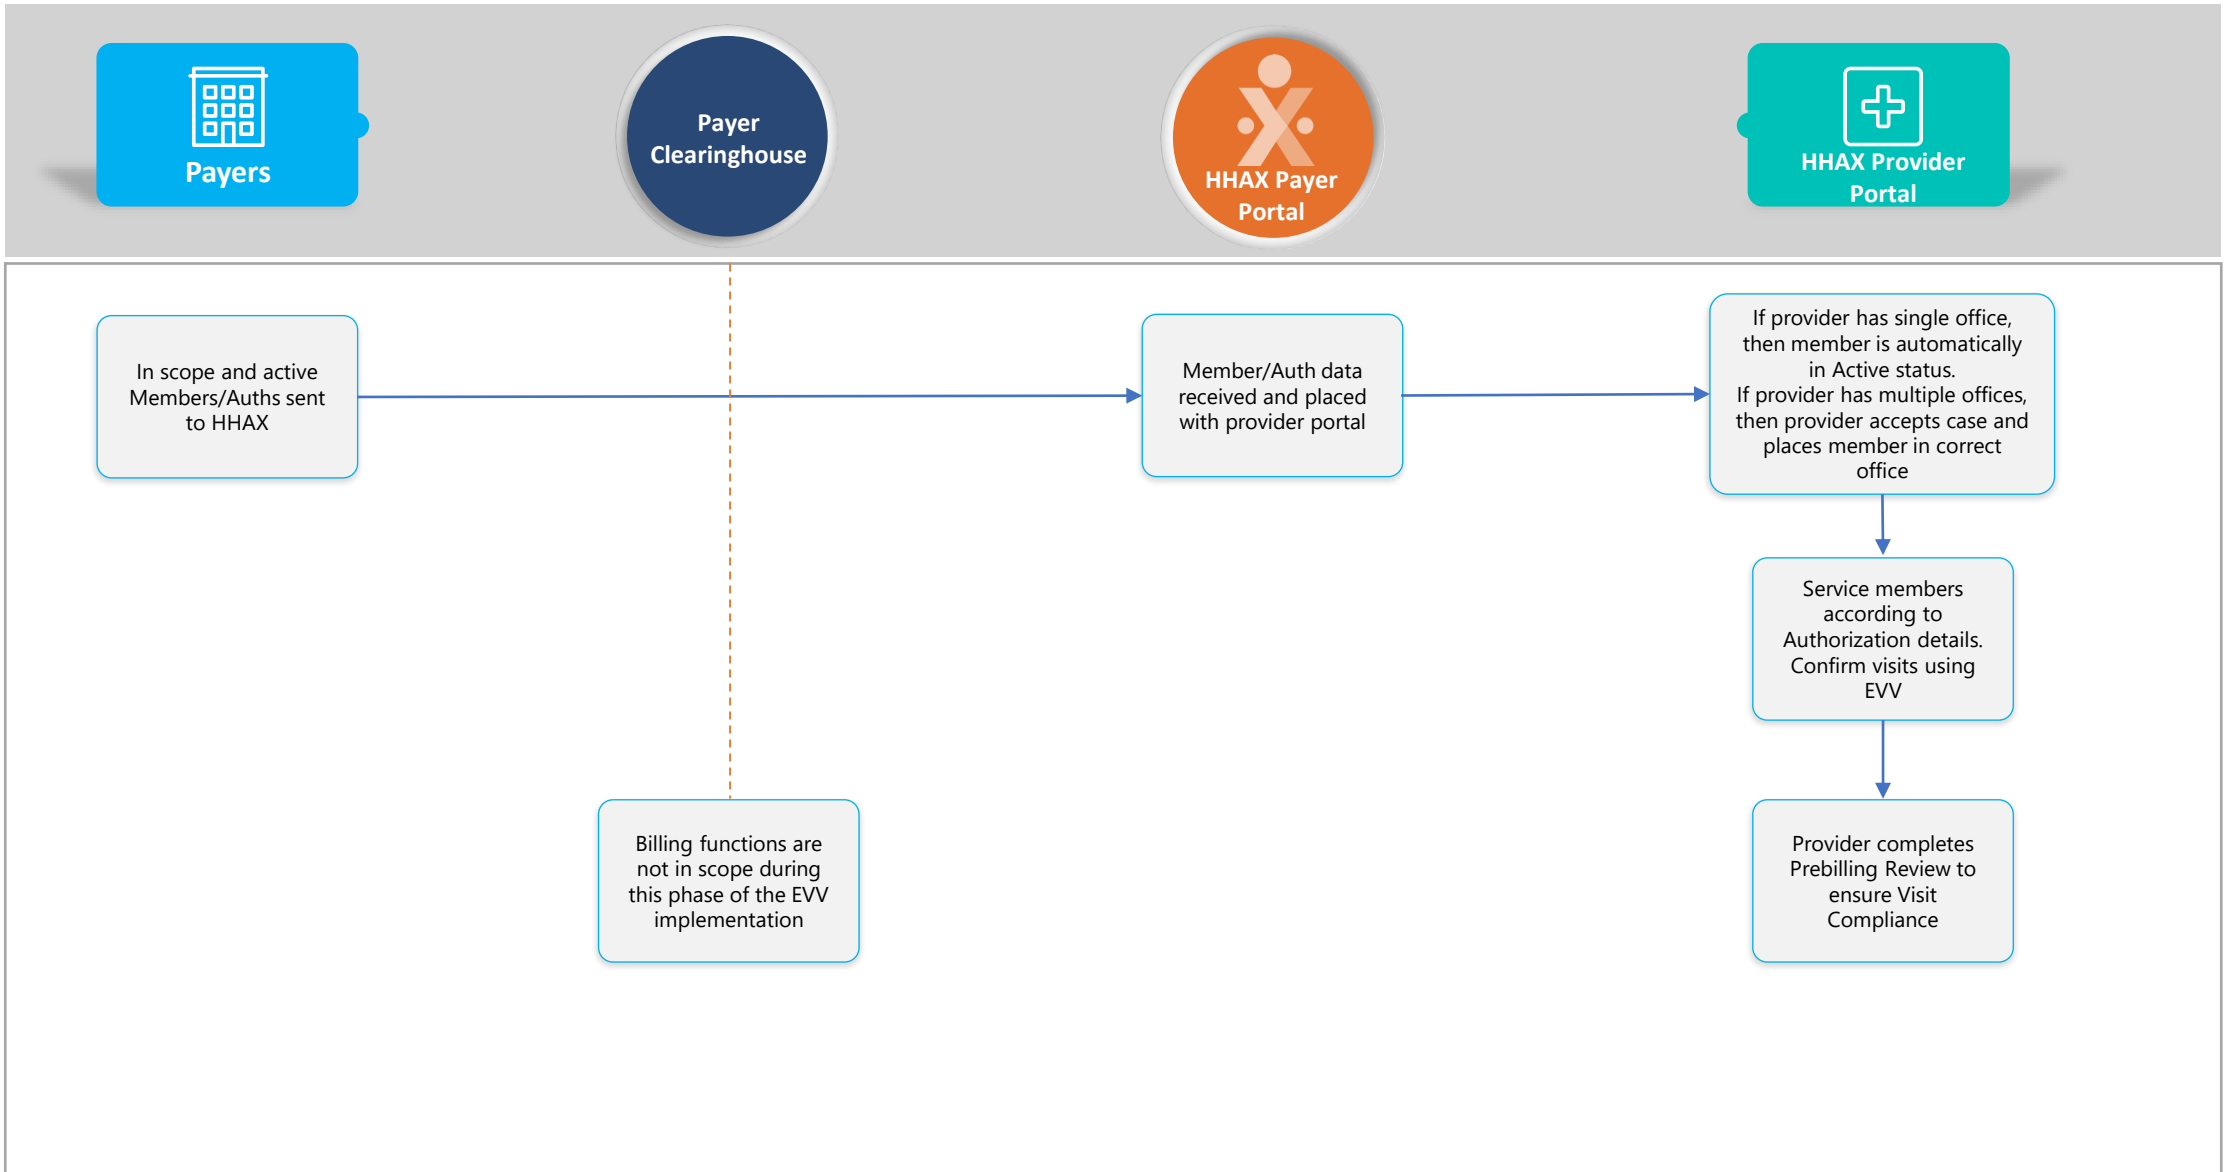 Payers
Payer
Clearinghouse
HHAX Payer
Portal
HHAX Provider
Portal
In scope and active
Members/Auths sent
to HHAX
Member/Auth data
received and placed
with provider portal
If provider has single office,
then member is automatically
in Active status.
If provider has multiple offices,
then provider accepts case and
places member in correct
office
Service members
according to
Authorization details.
Confirm visits using
EVV
Billing functions are
not in scope during
this phase of the EVV
implementation
Provider completes
Prebilling Review to
ensure Visit
Compliance